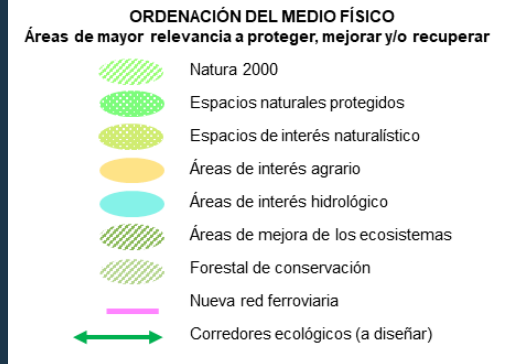 ORDENACIÓN DEL MEDIO FÍSICO
Áreas de mayor relevancia a proteger, mejorar y/o recuperar
Natura 2000
Espacios naturales protegidos
Espacios de interés naturalístico
Áreas de interés agrario
Áreas de interés hidrológico
Áreas de mejora de los ecosistemas
Forestal de conservación
Nueva red ferroviaria
Corredores ecológicos (a diseñar)